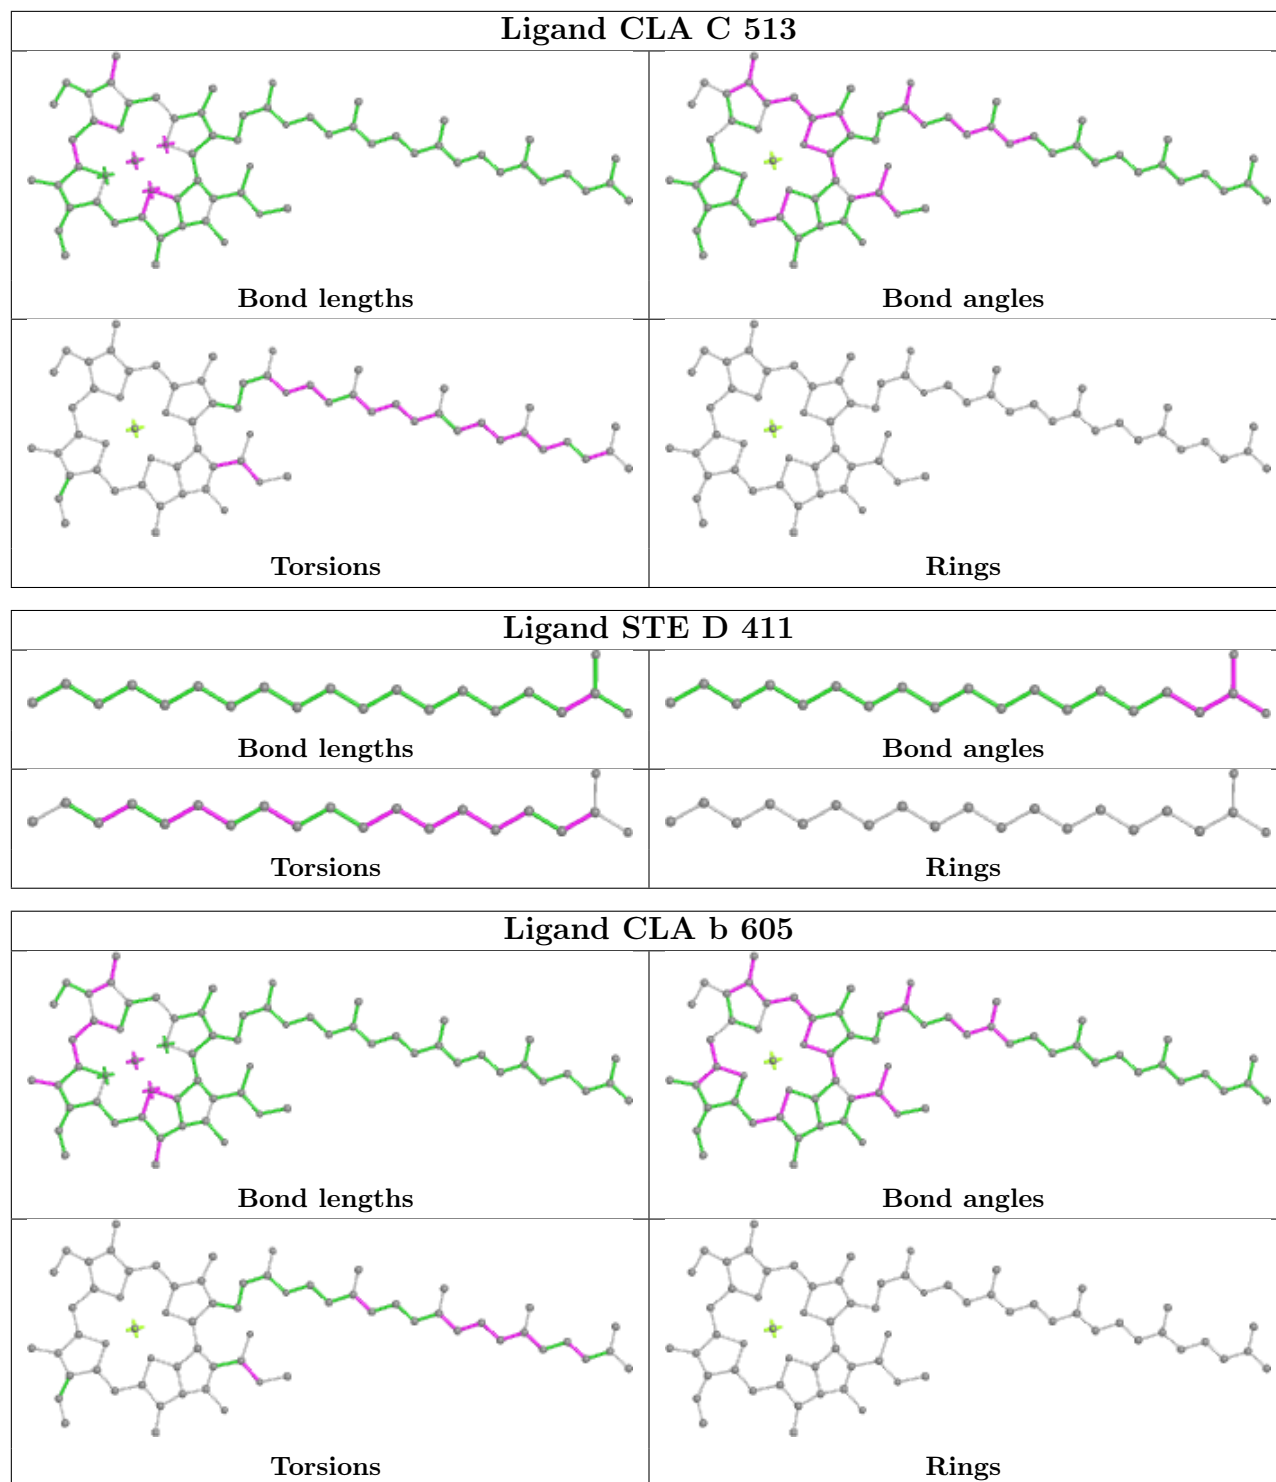 Ligand CLA C 513
Bond lengths
Bond angles
Torsions
Rings
Ligand STE D 411
Bond lengths
Bond angles
Torsions
Rings
Ligand CLA b 605
Bond lengths
Bond angles
Torsions
Rings